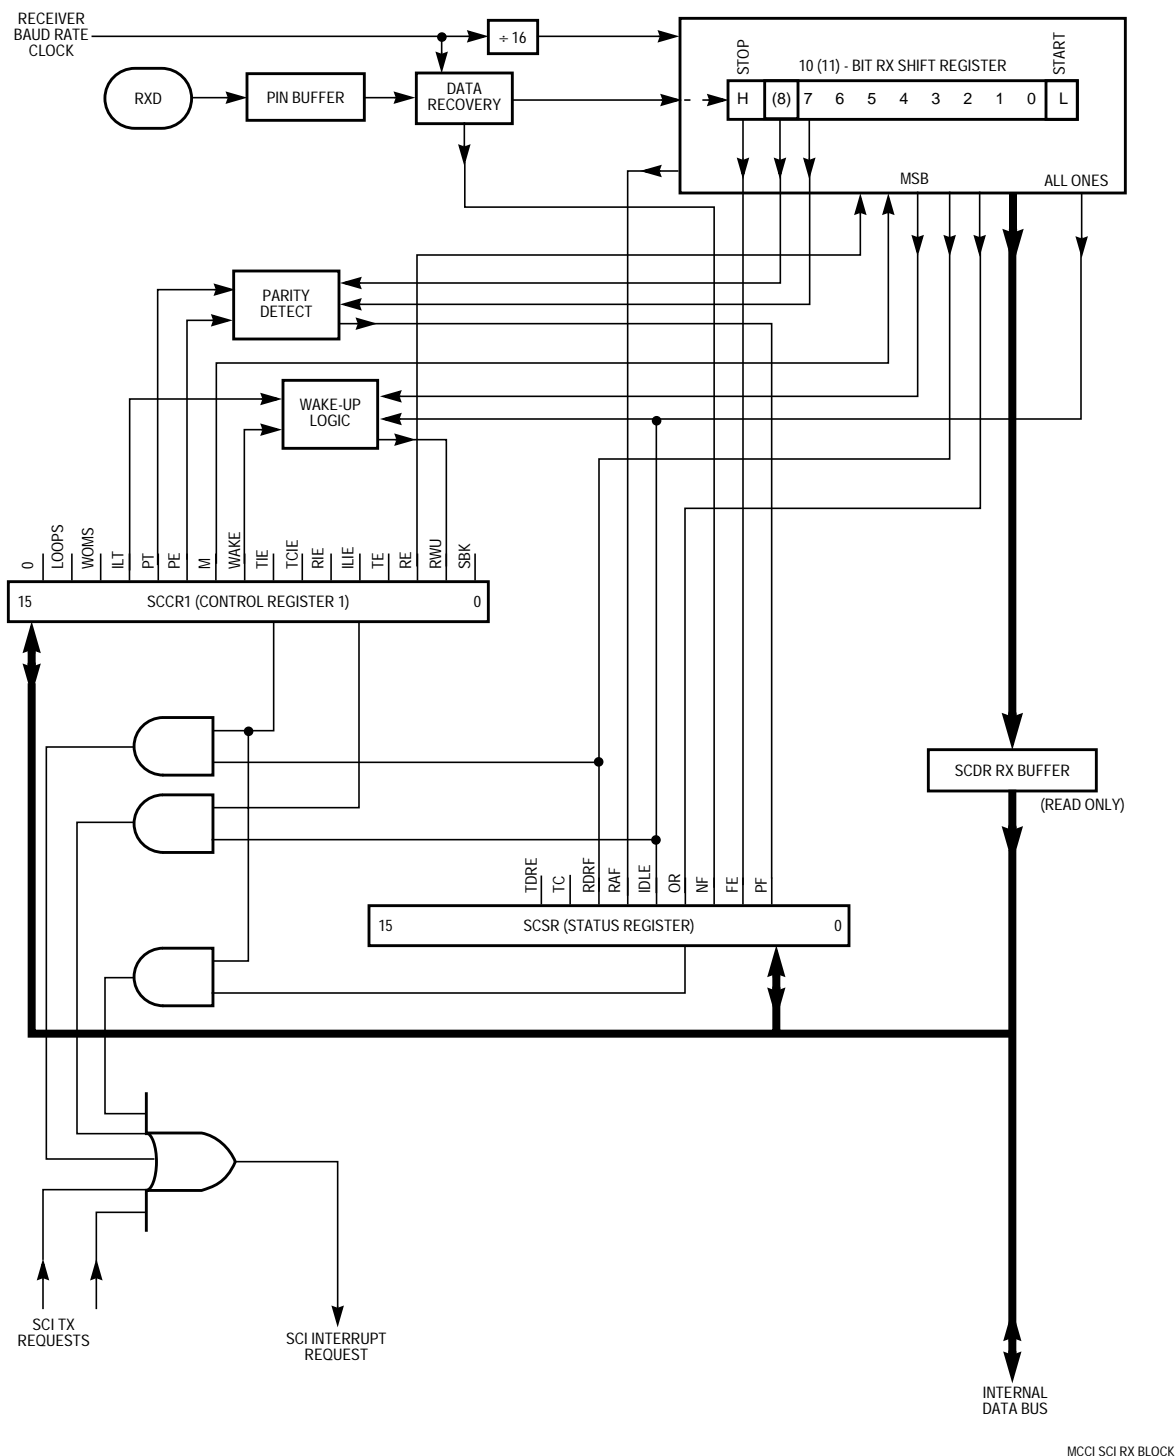 RECEIVER
BAUD RATE
CLOCK
÷ 16
STOP
10 (11) - BIT RX SHIFT REGISTER
START
RXD
PIN BUFFER
DATA
RECOVERY
H (8) 7 6 5 4 3 2 1 0 L
MSB
ALL ONES
PARITY
DETECT
WAKE-UP
LOGIC
0
LOOPS
WOMS
ILT
PT
PE
M
WAKE
TIE
TCIE
RIE
ILIE
TE
RE
RWU
SBK
15 SCCR1 (CONTROL REGISTER 1) 0
SCDR RX BUFFER
(READ ONLY)
TDRE
TC
RDRF
RAF
IDLE
OR
NF
FE
PF
15 SCSR (STATUS REGISTER) 0
SCI TX
REQUESTS
SCI INTERRUPT
REQUEST
INTERNAL
DATA BUS
MCCI SCI RX BLOCK